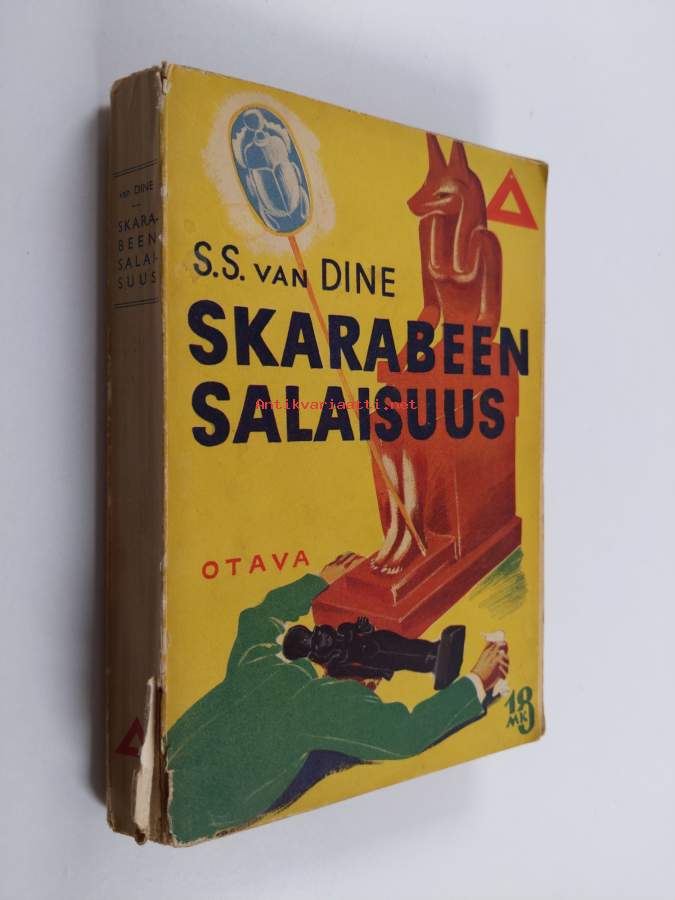 van DINE
SKARA-
BEEN
SALAI-
SUUS
S.S. VAN DINE
SKARABEEN
SALAISUUS
Antikvariaatti.net
OTAVA
18
MK